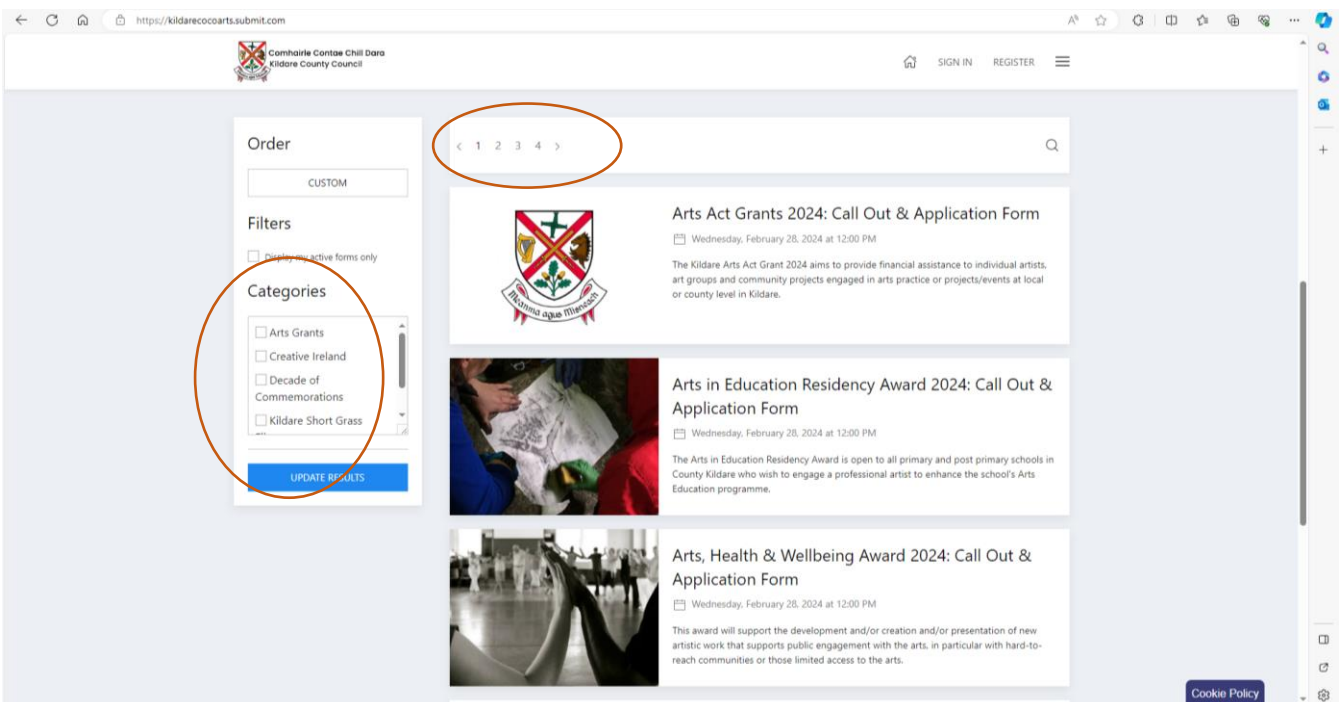 https://kildarecocoarts.submit.com
Comhairle Contae Chill Dara
Kildare County Council
SIGN IN REGISTER
Order
CUSTOM
Filters
Display my active forms only
Categories
Arts Grants
Creative Ireland
Decade of
Commemorations
Kildare Short Grass
UPDATE RESULTS
< 1 2 3 4 >
Arts Act Grants 2024: Call Out & Application Form
Wednesday, February 28, 2024 at 12:00 PM
The Kildare Arts Act Grant 2024 aims to provide financial assistance to individual artists,
art groups and community projects engaged in arts practice or projects/events at local
or county level in Kildare.
Meanma agus Misneach
Arts in Education Residency Award 2024: Call Out &
Application Form
Wednesday, February 28, 2024 at 12:00 PM
The Arts in Education Residency Award is open to all primary and post primary schools in
County Kildare who wish to engage a professional artist to enhance the school's Arts
Education programme.
Arts, Health & Wellbeing Award 2024: Call Out &
Application Form
Wednesday, February 28, 2024 at 12:00 PM
This award will support the development and/or creation and/or presentation of new
artistic work that supports public engagement with the arts, in particular with hard-to-
reach communities or those limited access to the arts.
Cookie Policy